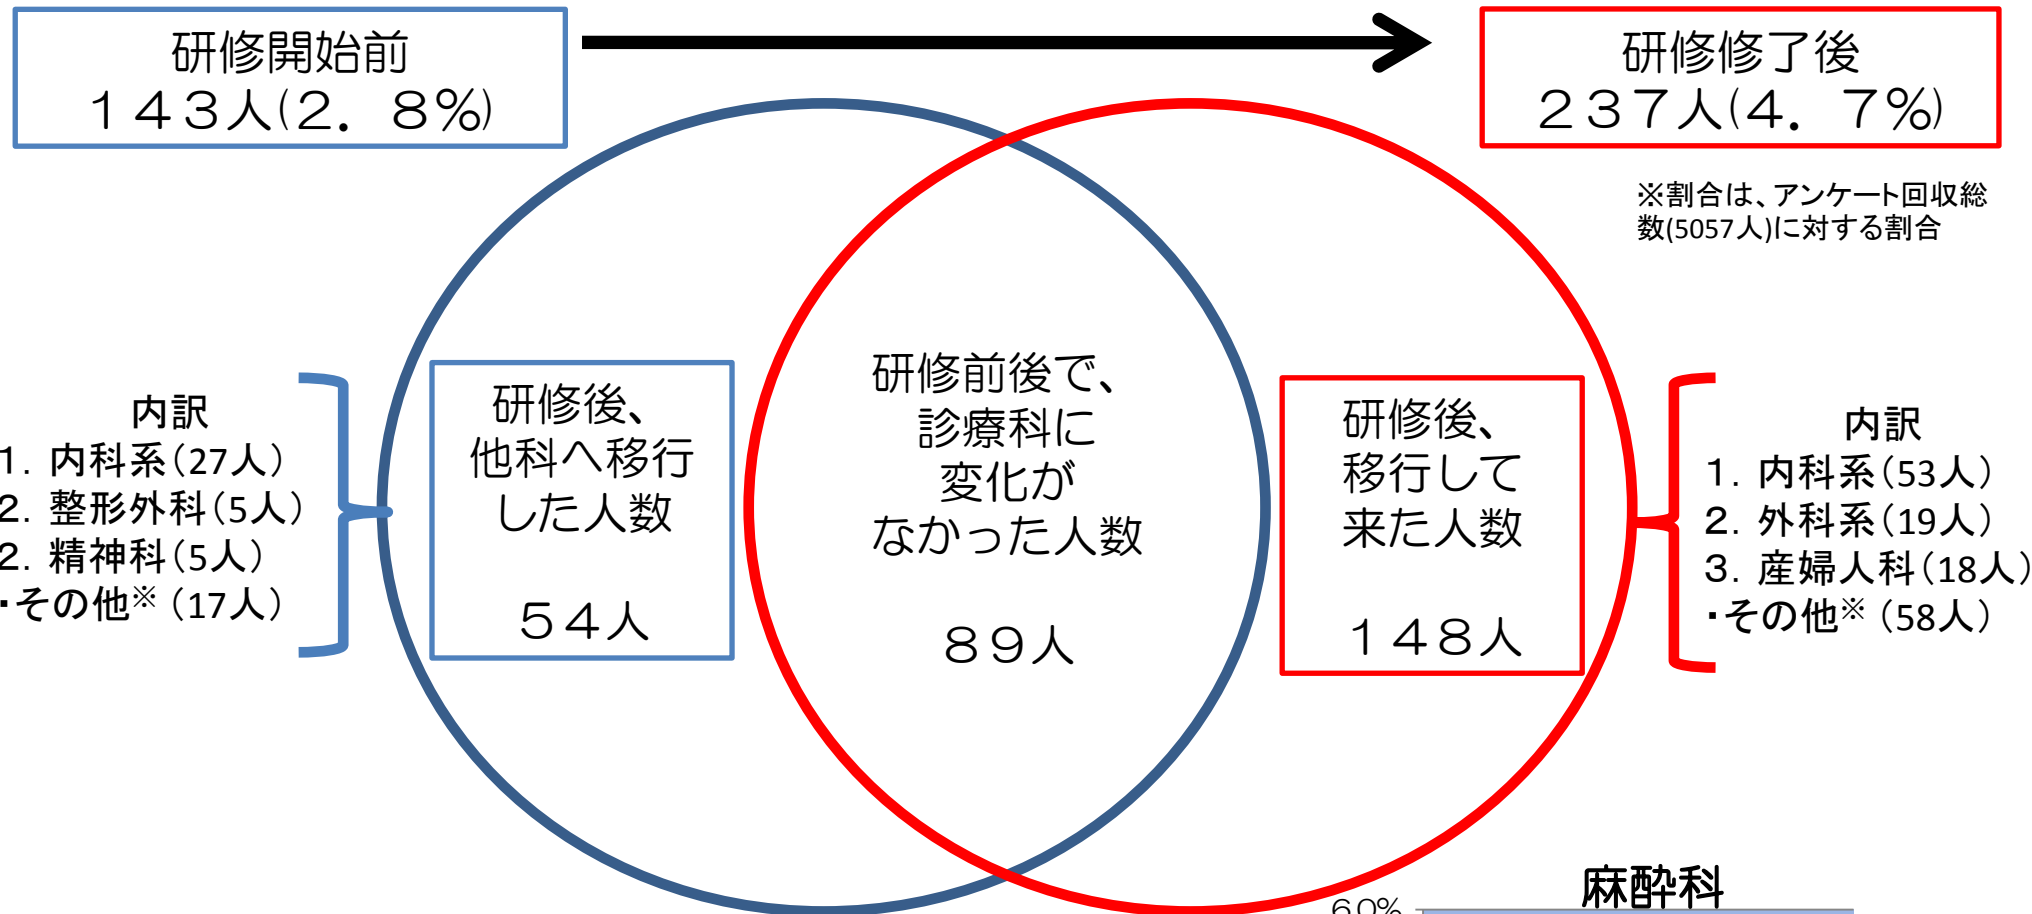 研修開始前
１４３人(２．８％)
研修修了後
２３７人(４．７％)
※割合は、アンケート回収総
数(5057人)に対する割合
内訳
1. 内科系(27人)
2. 整形外科(5人)
2. 精神科(5人)
・その他※ (17人)
研修後、
他科へ移行
した人数
５４人
研修前後で、
診療科に
変化が
なかった人数
８９人
研修後、
移行して
来た人数
１４８人
内訳
1. 内科系(53人)
2. 外科系(19人)
3. 産婦人科(18人)
・その他※ (58人)
麻酔科
6.0%